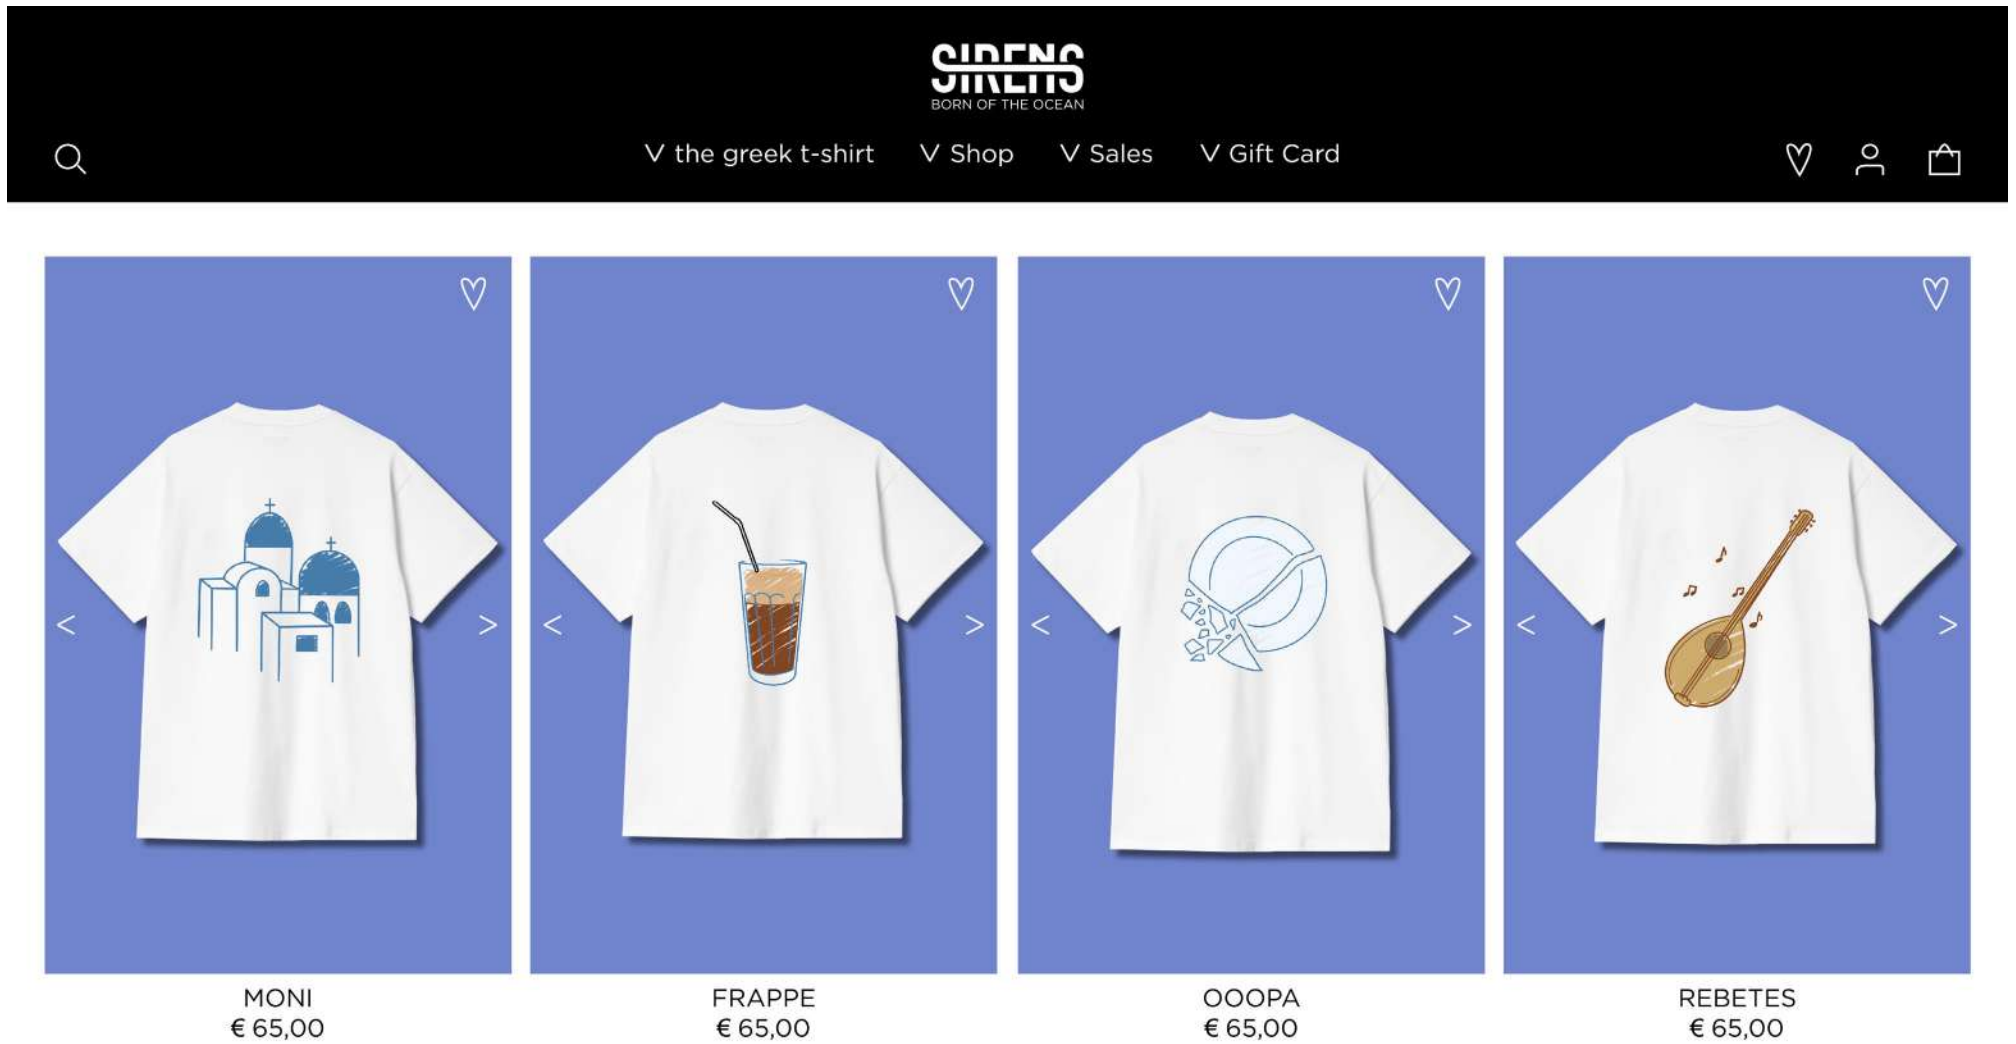 SIRENS
BORN OF THE OCEAN
V the greek t-shirt V Shop V Sales V Gift Card
MONI
€ 65,00
FRAPPE
€ 65,00
OOOPA
€ 65,00
REBETES
€ 65,00